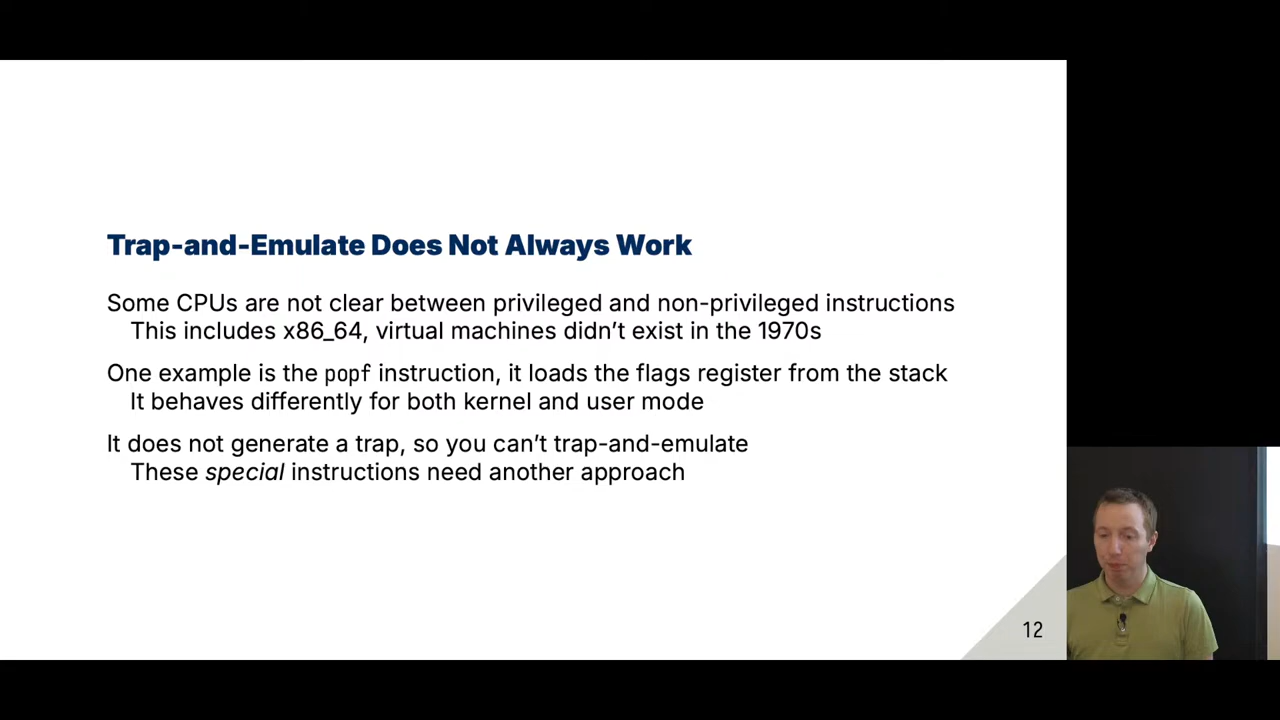 Trap-and-Emulate Does Not Always Work
Some CPUs are not clear between privileged and non-privileged instructions
This includes x86_64, virtual machines didn’t exist in the 1970s
One example is the popf instruction, it loads the flags register from the stack
It behaves differently for both kernel and user mode
It does not generate a trap, so you can’t trap-and-emulate
These special instructions need another approach
12